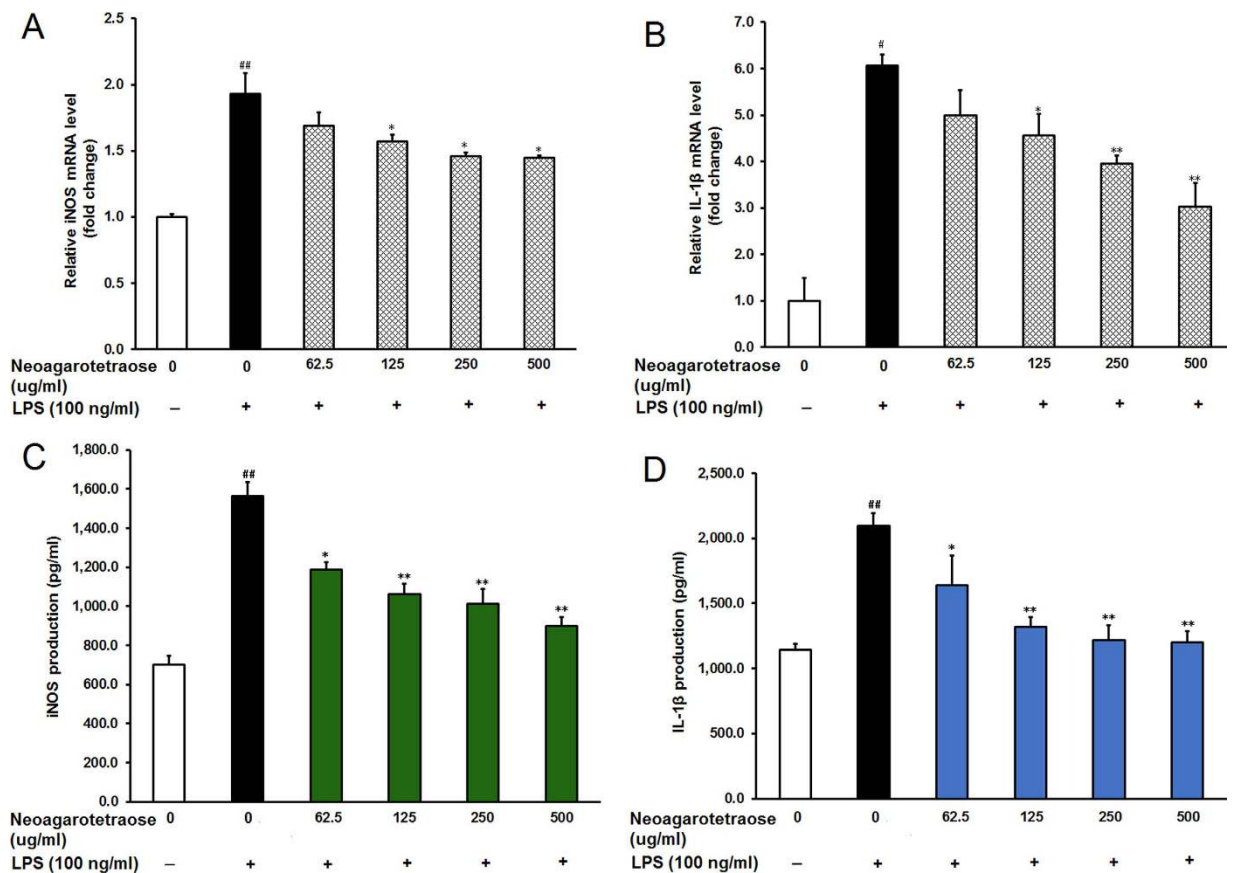 A
Relative iNOS mRNA level
(fold change)
2.5
2.0
1.5
1.0
0.5
0.0
##
*
*
*
Neoagarotetraose 0 0 62.5 125 250 500
(ug/ml)
LPS (100 ng/ml) – + + + + +
B
Relative IL-1β mRNA level
(fold change)
7.0
6.0
5.0
4.0
3.0
2.0
1.0
0.0
#
*
**
**
Neoagarotetraose 0 0 62.5 125 250 500
(ug/ml)
LPS (100 ng/ml) – + + + + +
C
iNOS production (pg/ml)
1,800.0
1,600.0
1,400.0
1,200.0
1,000.0
800.0
600.0
400.0
200.0
0.0
##
*
**
**
**
Neoagarotetraose 0 0 62.5 125 250 500
(ug/ml)
LPS (100 ng/ml) – + + + + +
D
IL-1β production (pg/ml)
2,500.0
2,000.0
1,500.0
1,000.0
500.0
0.0
##
*
**
**
**
Neoagarotetraose 0 0 62.5 125 250 500
(ug/ml)
LPS (100 ng/ml) – + + + + +